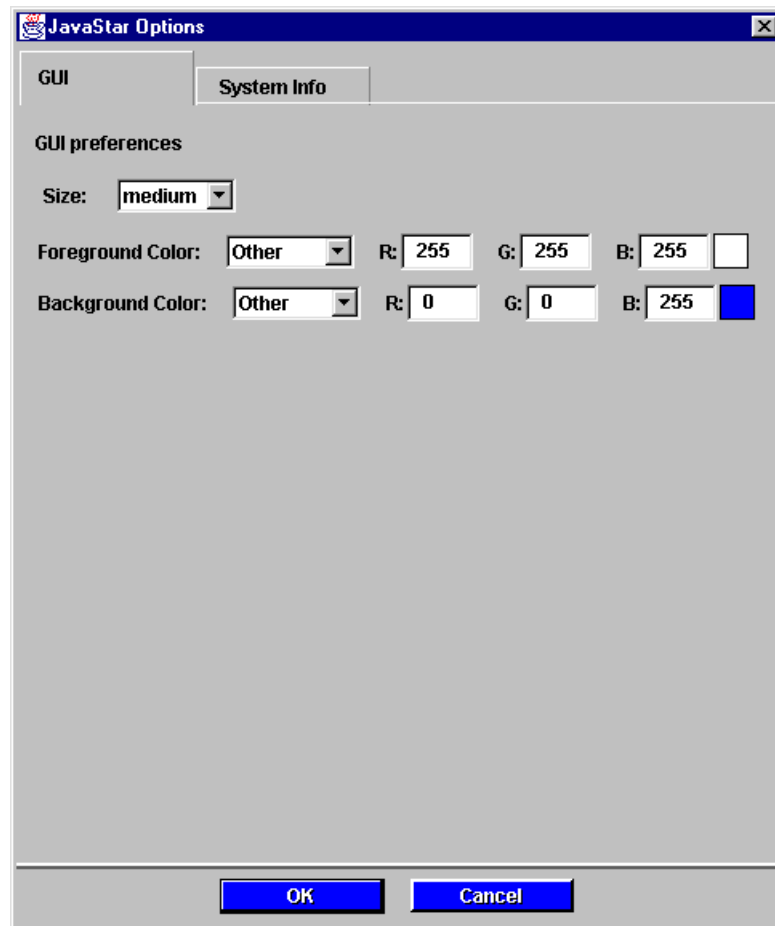 JavaStar Options
GUI System Info
GUI preferences
Size: medium
Foreground Color: Other R: 255 G: 255 B: 255
Background Color: Other R: 0 G: 0 B: 255
OK Cancel